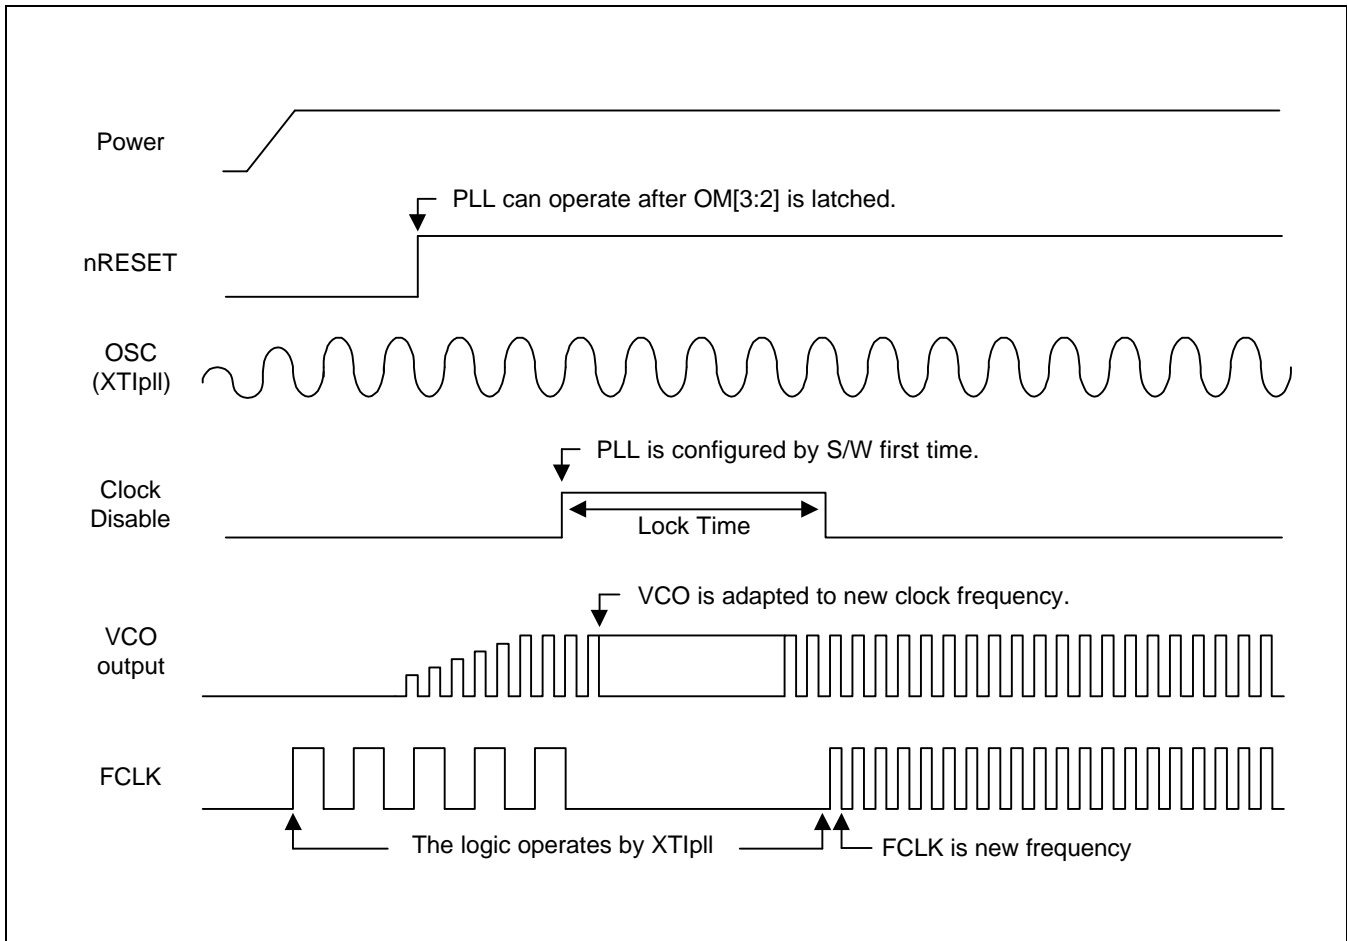 Power
PLL can operate after OM[3:2] is latched.
nRESET
OSC
(XTIpll)
PLL is configured by S/W first time.
Clock
Disable
Lock Time
VCO is adapted to new clock frequency.
VCO
output
FCLK
The logic operates by XTIpll
FCLK is new frequency